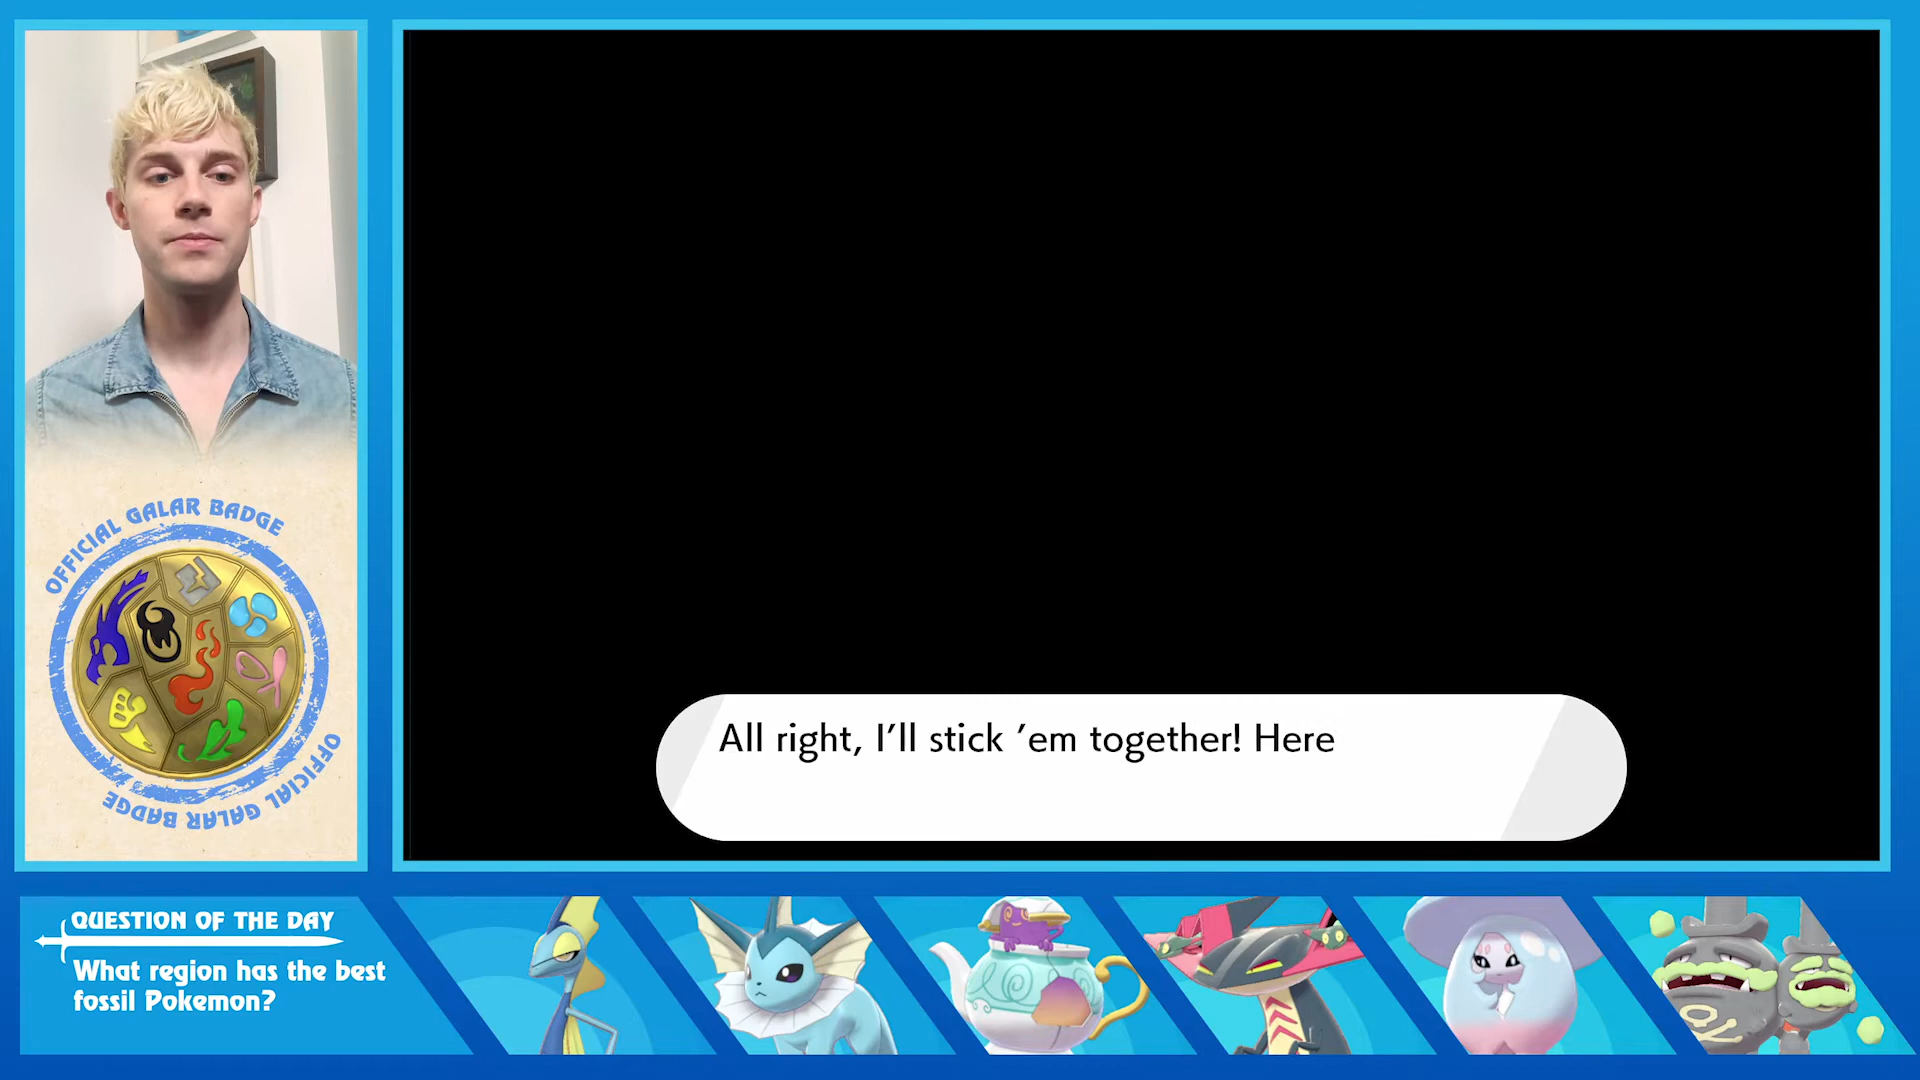 OFFICIAL GALAR BADGE
OFFICIAL GALAR BADGE
All right, I’ll stick ’em together! Here
QUESTION OF THE DAY
What region has the best
fossil Pokemon?